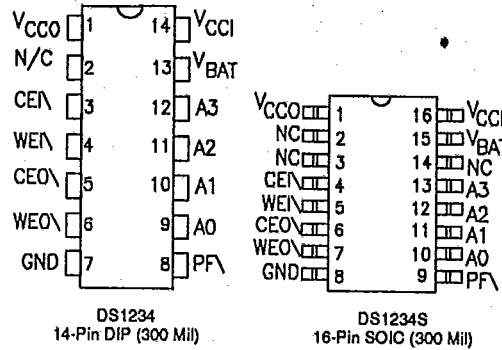 VCCO 1 14 VCCI
N/C 2 13 VBAT
CEI\ 3 12 A3
WEI\ 4 11 A2
CEO\ 5 10 A1
WEO\ 6 9 A0
GND 7 8 PF\
DS1234
14-Pin DIP (300 Mil)
VCCO 1 16 VCCI
NC 2 15 VBAT
NC 3 14 NC
CEI\ 4 13 A3
WEI\ 5 12 A2
CEO\ 6 11 A1
WEO\ 7 10 A0
GND 8 9 PF\
DS1234S
16-Pin SOIC (300 Mil)